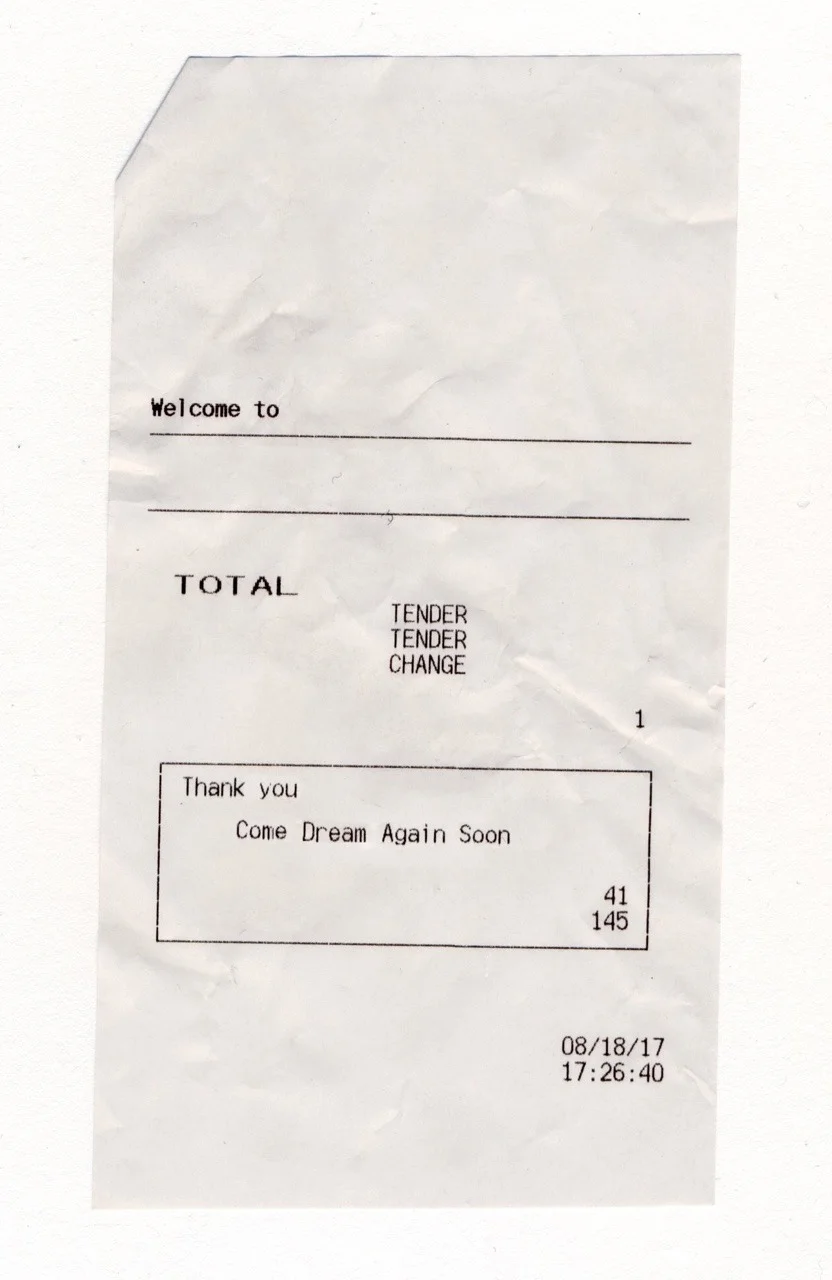 Welcome to
TOTAL
TENDER
TENDER
CHANGE
1
Thank you
Come Dream Again Soon
41
145
08/18/17
17:26:40